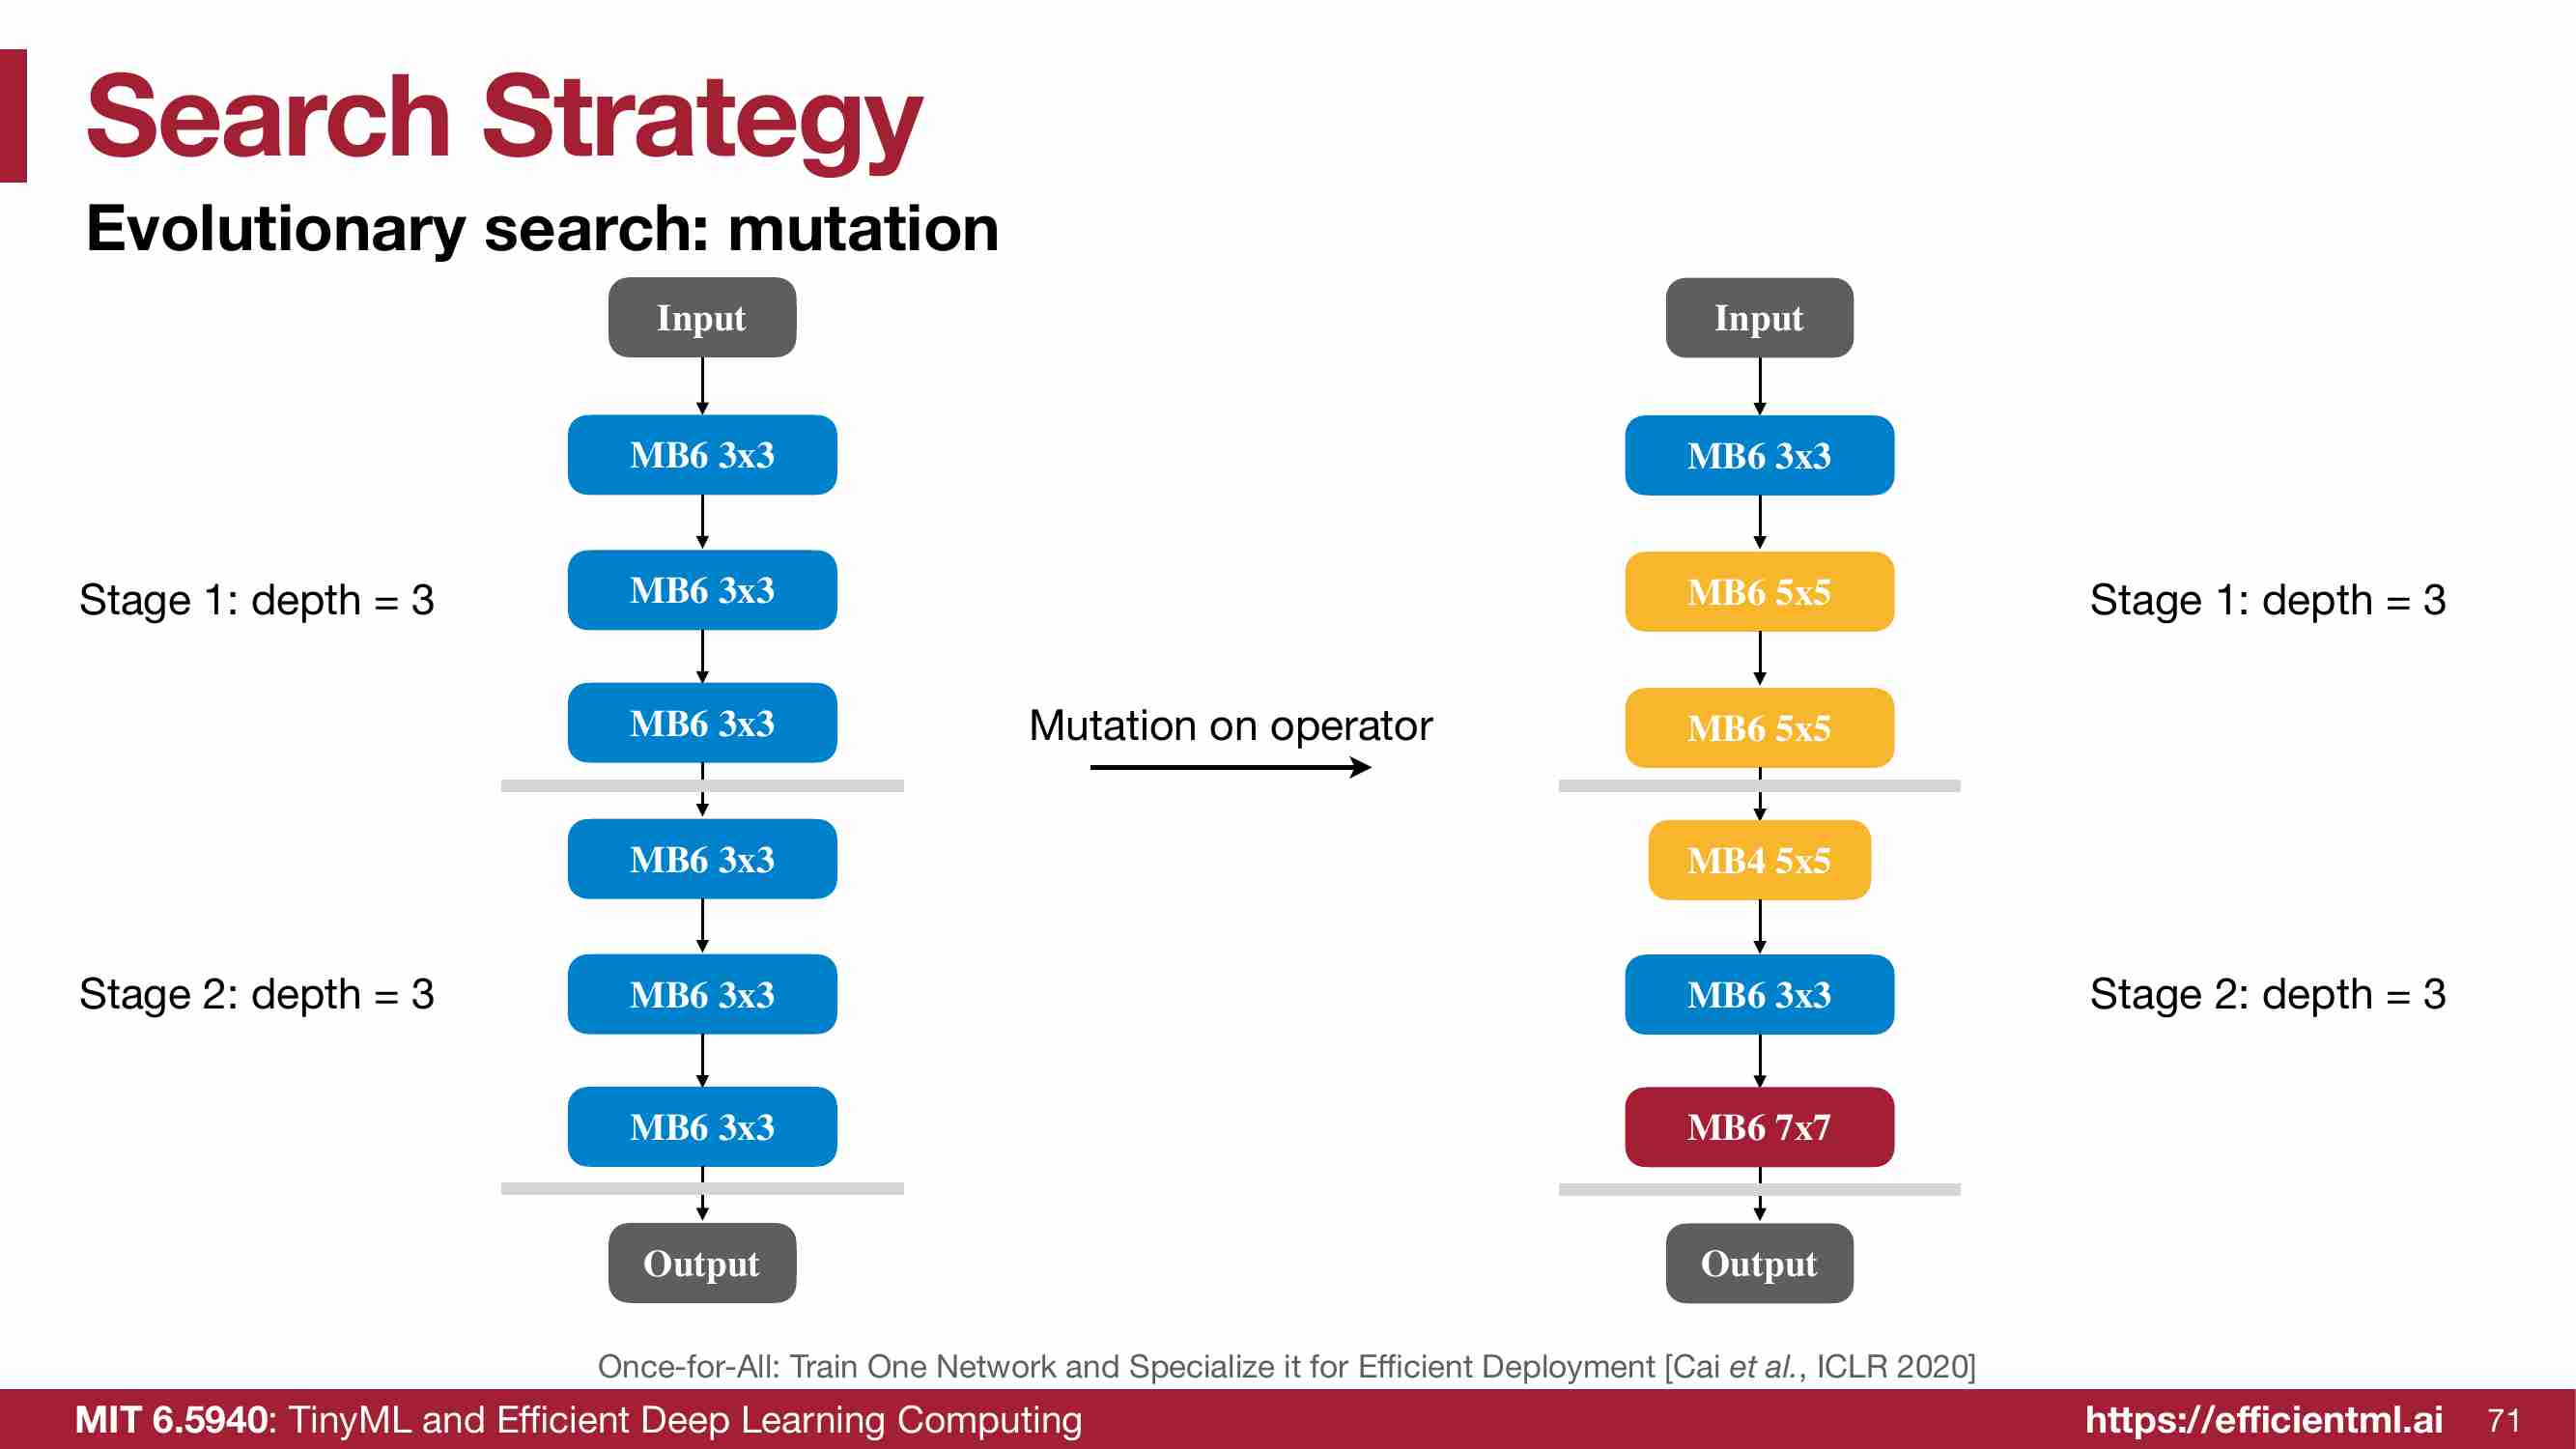 Search Strategy
Evolutionary search: mutation
Input
MB6 3x3
MB6 3x3
MB6 3x3
MB6 3x3
MB6 3x3
MB6 3x3
Output
Stage 1: depth = 3
Stage 2: depth = 3
Mutation on operator
Input
MB6 3x3
MB6 5x5
MB6 5x5
MB4 5x5
MB6 3x3
MB6 7x7
Output
Stage 1: depth = 3
Stage 2: depth = 3
Once-for-All: Train One Network and Specialize it for Efficient Deployment [Cai et al., ICLR 2020]
MIT 6.5940: TinyML and Efficient Deep Learning Computing
https://efficientml.ai 71